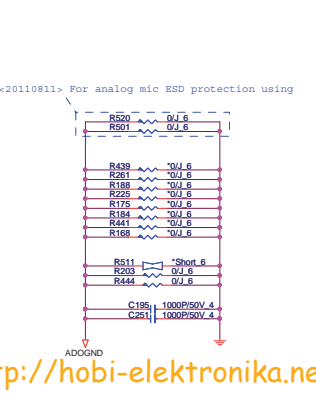 <20110811> For analog mic ESD protection using
R520 0/J_6
R501 0/J_6
R439 *0/J_6
R261 *0/J_6
R188 *0/J_6
R225 *0/J_6
R175 *0/J_6
R184 *0/J_6
R441 *0/J_6
R168 *0/J_6
R511 *Short_6
R203 0/J_6
R444 0/J_6
C195 1000P/50V_4
C251 1000P/50V_4
ADOGND
tp://hobi-elektronika.ne